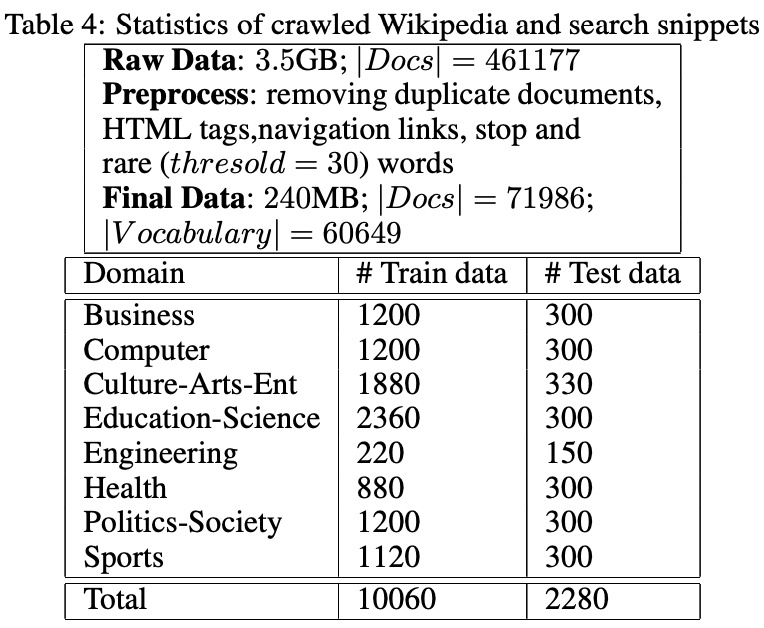 Table 4: Statistics of crawled Wikipedia and search snippets
Raw Data: 3.5GB; |Docs| = 461177
Preprocess: removing duplicate documents,
HTML tags,navigation links, stop and
rare (thresold = 30) words
Final Data: 240MB; |Docs| = 71986;
|Vocabulary| = 60649
Domain # Train data # Test data
Business 1200 300
Computer 1200 300
Culture-Arts-Ent 1880 330
Education-Science 2360 300
Engineering 220 150
Health 880 300
Politics-Society 1200 300
Sports 1120 300
Total 10060 2280